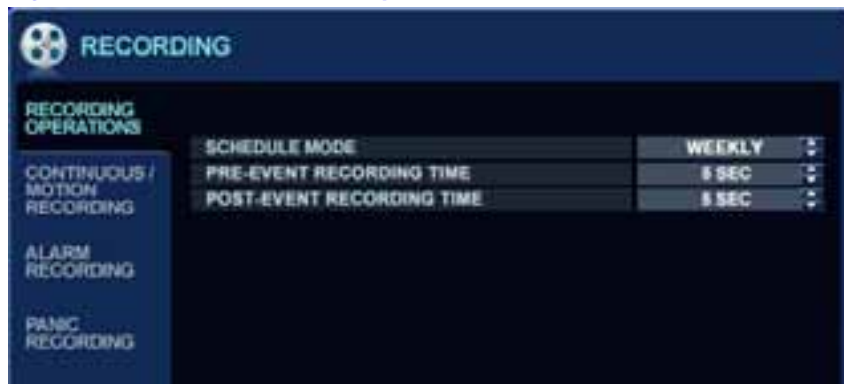 RECORDING
RECORDING
OPERATIONS
SCHEDULE MODE WEEKLY
PRE-EVENT RECORDING TIME 5 SEC
POST-EVENT RECORDING TIME 5 SEC
CONTINUOUS /
MOTION
RECORDING
ALARM
RECORDING
PANIC
RECORDING